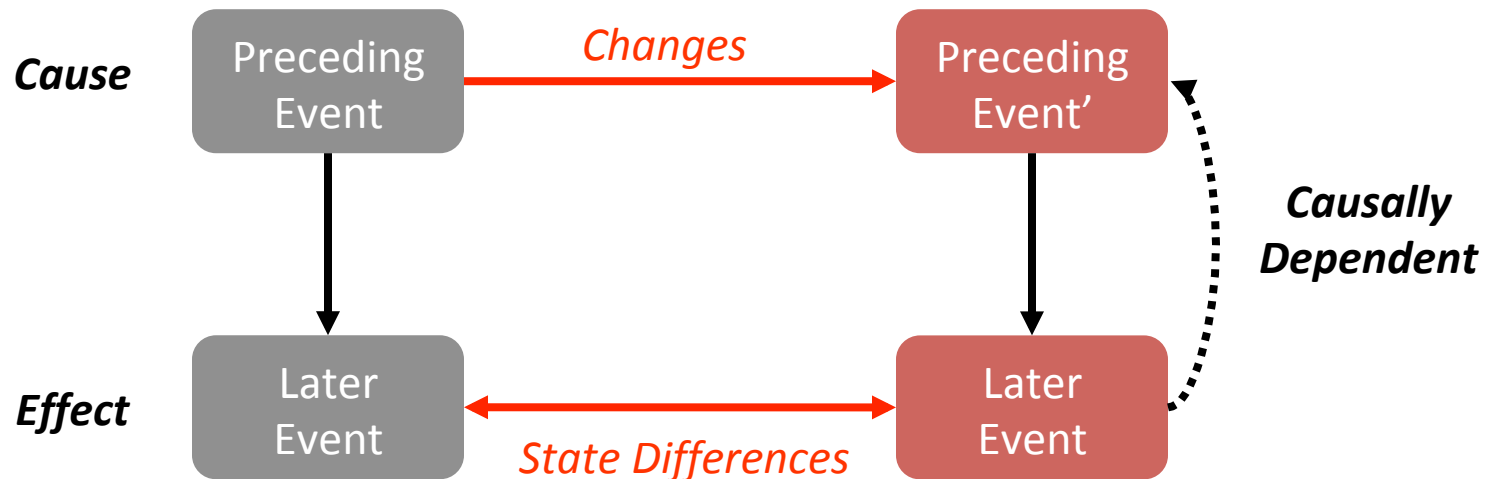 Cause
Preceding
Event
Changes
Preceding
Event’
Causally
Dependent
Effect
Later
Event
State Differences
Later
Event